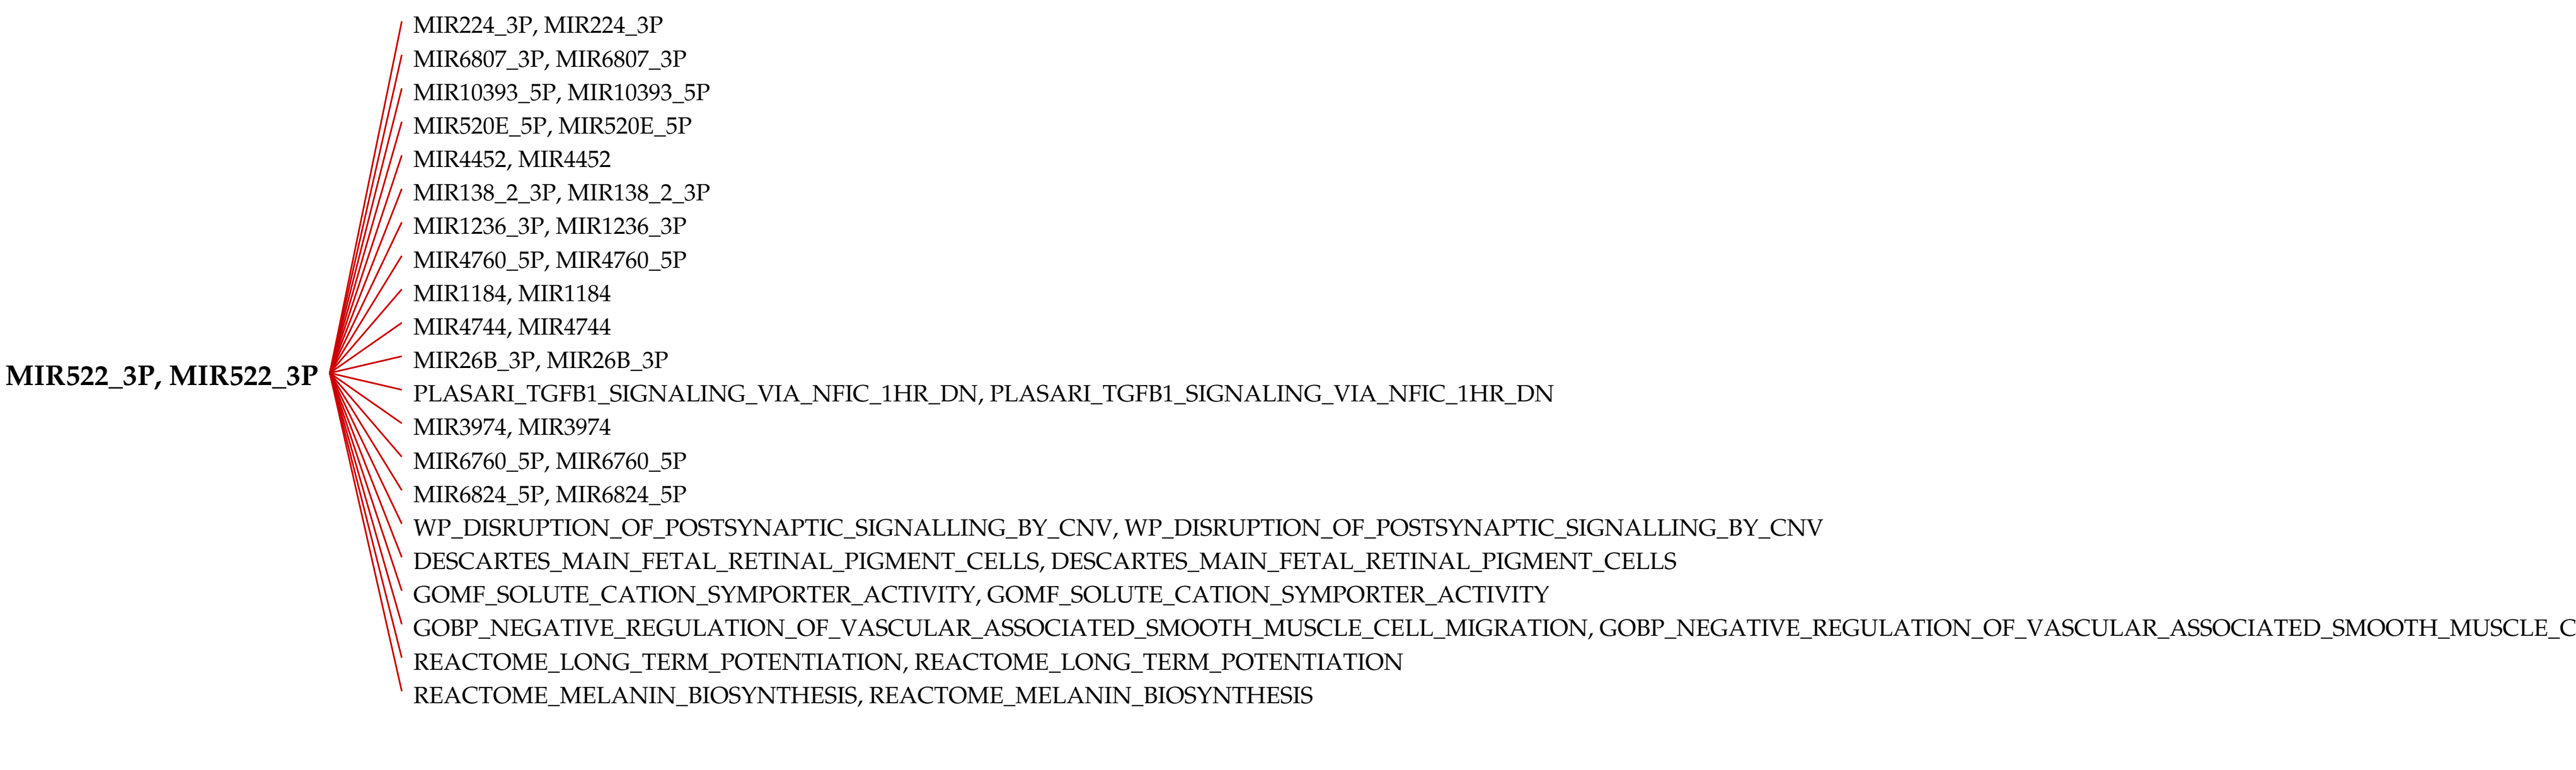 MIR224_3P, MIR224_3P
MIR6807_3P, MIR6807_3P
MIR10393_5P, MIR10393_5P
MIR520E_5P, MIR520E_5P
MIR4452, MIR4452
MIR138_2_3P, MIR138_2_3P
MIR1236_3P, MIR1236_3P
MIR4760_5P, MIR4760_5P
MIR1184, MIR1184
MIR4744, MIR4744
MIR26B_3P, MIR26B_3P
MIR522_3P, MIR522_3P
PLASARI_TGFB1_SIGNALING_VIA_NFIC_1HR_DN, PLASARI_TGFB1_SIGNALING_VIA_NFIC_1HR_DN
MIR3974, MIR3974
MIR6760_5P, MIR6760_5P
MIR6824_5P, MIR6824_5P
WP_DISRUPTION_OF_POSTSYNAPTIC_SIGNALLING_BY_CNV, WP_DISRUPTION_OF_POSTSYNAPTIC_SIGNALLING_BY_CNV
DESCARTES_MAIN_FETAL_RETINAL_PIGMENT_CELLS, DESCARTES_MAIN_FETAL_RETINAL_PIGMENT_CELLS
GOMF_SOLUTE_CATION_SYMPORTER_ACTIVITY, GOMF_SOLUTE_CATION_SYMPORTER_ACTIVITY
GOBP_NEGATIVE_REGULATION_OF_VASCULAR_ASSOCIATED_SMOOTH_MUSCLE_CELL_MIGRATION, GOBP_NEGATIVE_REGULATION_OF_VASCULAR_ASSOCIATED_SMOOTH_MUSCLE_C
REACTOME_LONG_TERM_POTENTIATION, REACTOME_LONG_TERM_POTENTIATION
REACTOME_MELANIN_BIOSYNTHESIS, REACTOME_MELANIN_BIOSYNTHESIS